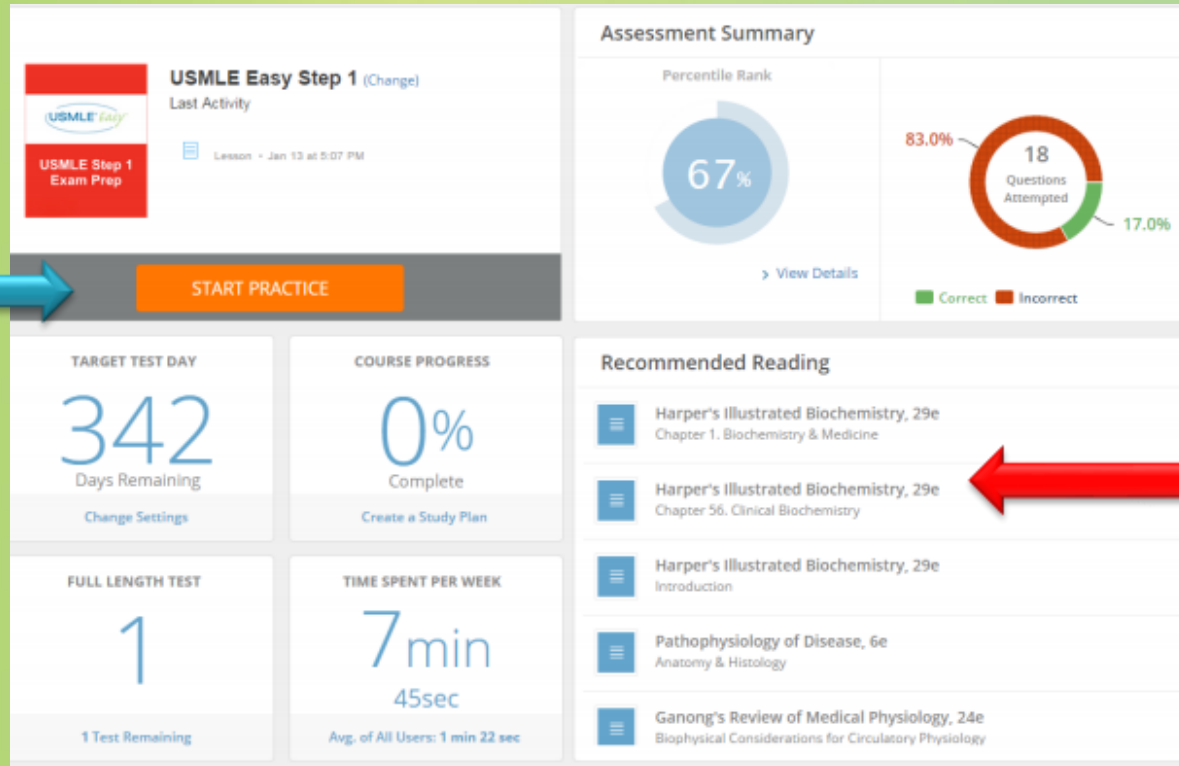 USMLE Easy
USMLE Step 1
Exam Prep
USMLE Easy Step 1 (Change)
Last Activity
Lesson - Jan 13 at 5:07 PM
START PRACTICE
Assessment Summary
Percentile Rank
67%
> View Details
83.0%
18
Questions
Attempted
17.0%
Correct Incorrect
TARGET TEST DAY
342
Days Remaining
Change Settings
COURSE PROGRESS
0%
Complete
Create a Study Plan
FULL LENGTH TEST
1
1 Test Remaining
TIME SPENT PER WEEK
7min
45sec
Avg. of All Users: 1 min 22 sec
Recommended Reading
Harper's Illustrated Biochemistry, 29e
Chapter 1. Biochemistry & Medicine
Harper's Illustrated Biochemistry, 29e
Chapter 56. Clinical Biochemistry
Harper's Illustrated Biochemistry, 29e
Introduction
Pathophysiology of Disease, 6e
Anatomy & Histology
Ganong's Review of Medical Physiology, 24e
Biophysical Considerations for Circulatory Physiology